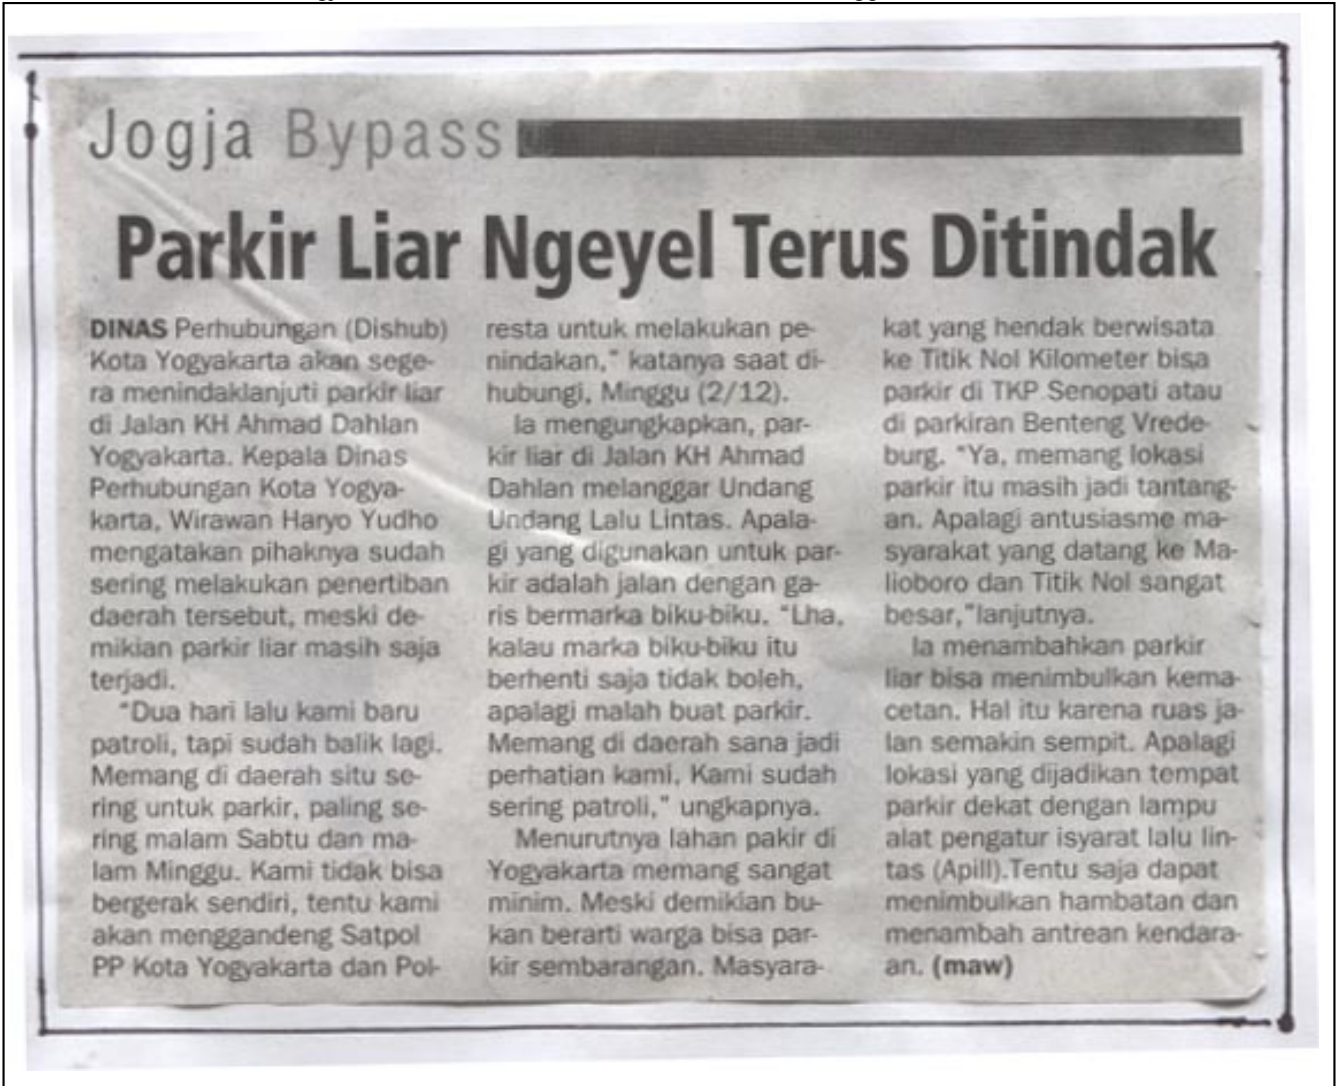 Jogja Bypass
Parkir Liar Ngeyel Terus Ditindak
DINAS Perhubungan (Dishub)
Kota Yogyakarta akan sege-
ra menindaklanjuti parkir liar
di Jalan KH Ahmad Dahlan
Yogyakarta. Kepala Dinas
Perhubungan Kota Yogya-
karta, Wirawan Haryo Yudho
mengatakan pihaknya sudah
sering melakukan penertiban
daerah tersebut, meski de-
mikian parkir liar masih saja
terjadi.
"Dua hari lalu kami baru
patroli, tapi sudah balik lagi.
Memang di daerah situ se-
ring untuk parkir, paling se-
ring malam Sabtu dan ma-
lam Minggu. Kami tidak bisa
bergerak sendiri, tentu kami
akan menggandeng Satpol
PP Kota Yogyakarta dan Pol-
resta untuk melakukan pe-
nindakan," katanya saat di-
hubungi, Minggu (2/12).
Ia mengungkapkan, par-
kir liar di Jalan KH Ahmad
Dahlan melanggar Undang
Undang Lalu Lintas. Apala-
gi yang digunakan untuk par-
kir adalah jalan dengan ga-
ris bermarka biku-biku. "Lha,
kalau marka biku-biku itu
berhenti saja tidak boleh,
apalagi malah buat parkir.
Memang di daerah sana jadi
perhatian kami. Kami sudah
sering patroli," ungkapnya.
Menurutnya lahan pakir di
Yogyakarta memang sangat
minim. Meski demikian bu-
kan berarti warga bisa par-
kir sembarangan. Masyara-
kat yang hendak berwisata
ke Titik Nol Kilometer bisa
parkir di TKP Senopati atau
di parkiran Benteng Vrede-
burg. "Ya, memang lokasi
parkir itu masih jadi tantang-
an. Apalagi antusiasme ma-
syarakat yang datang ke Ma-
lioboro dan Titik Nol sangat
besar,"lanjutnya.
Ia menambahkan parkir
liar bisa menimbulkan kema-
cetan. Hal itu karena ruas ja-
lan semakin sempit. Apalagi
lokasi yang dijadikan tempat
parkir dekat dengan lampu
alat pengatur isyarat lalu lin-
tas (Apill).Tentu saja dapat
menimbulkan hambatan dan
menambah antrean kendara-
an. (maw)